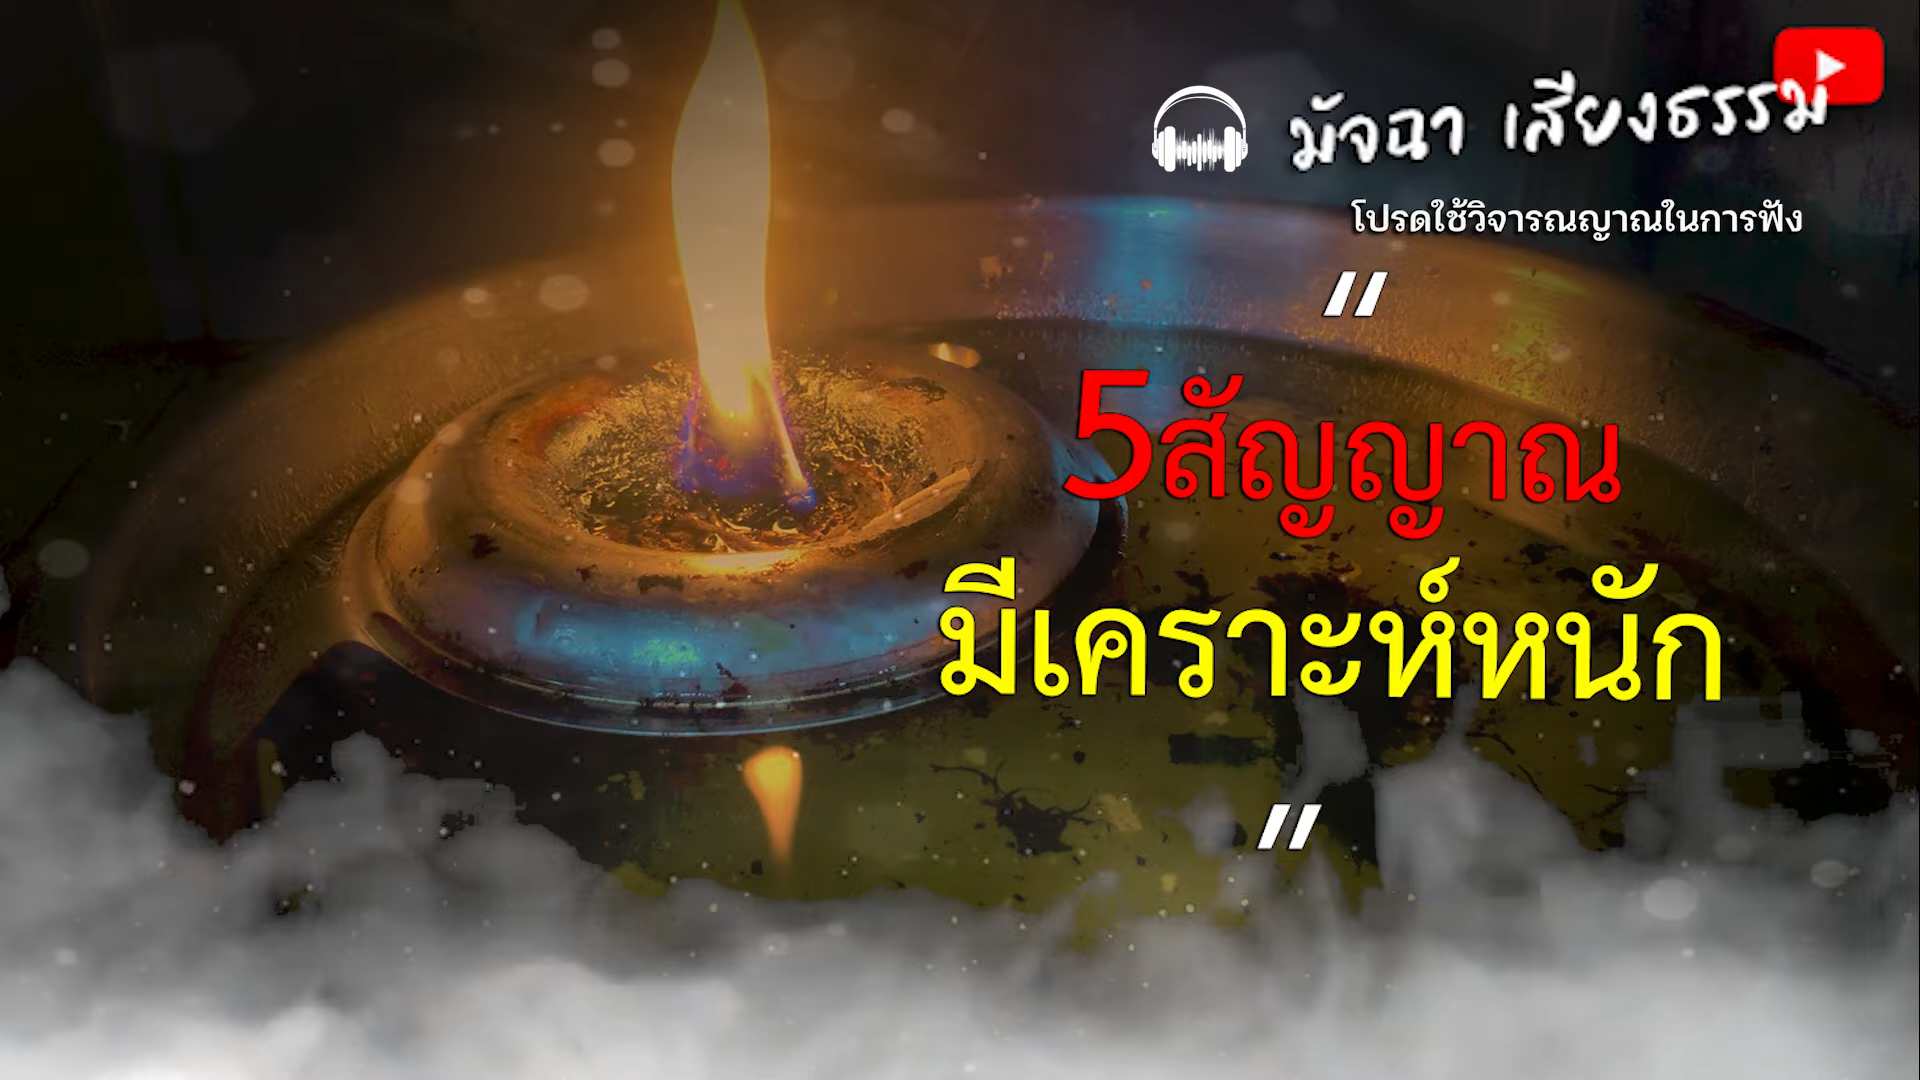 มัจฉา เสียงธรรม
โปรดใช้วิจารณญาณในการฟัง
"
5สัญญาณ
มีเคราะห์หนัก
"